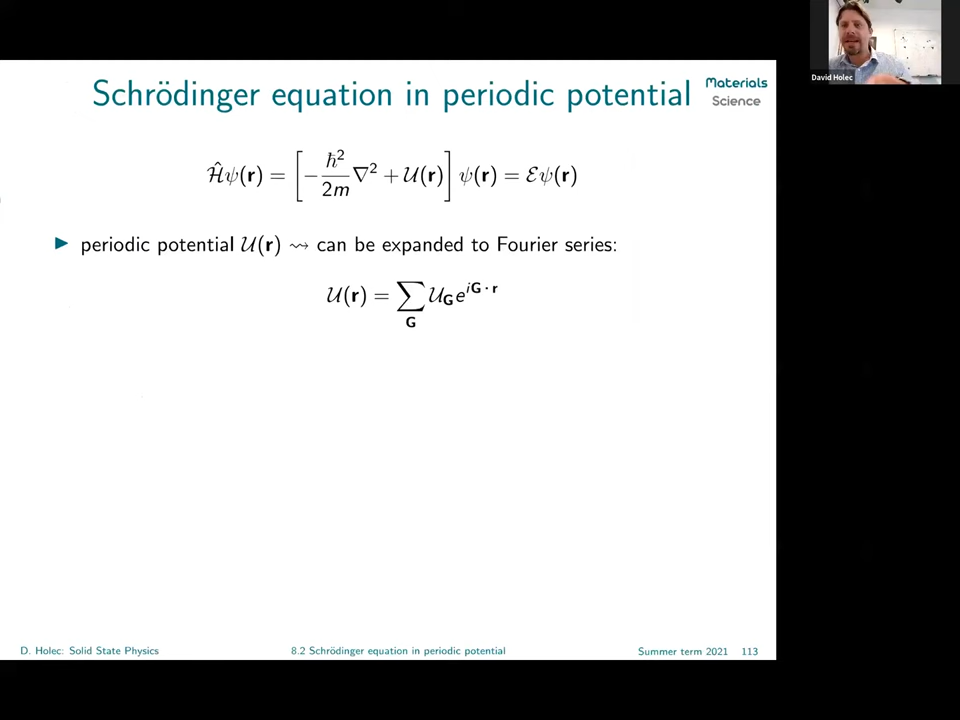 Schrödinger equation in periodic potential
Materials
Science
David Holec
Ĥψ(r) = [−ħ²/2m ∇² + U(r)] ψ(r) = Eψ(r)
▶ periodic potential U(r) ⇝ can be expanded to Fourier series:
U(r) = ∑_G U_G e^{iG·r}
D. Holec: Solid State Physics
8.2 Schrödinger equation in periodic potential
Summer term 2021 113